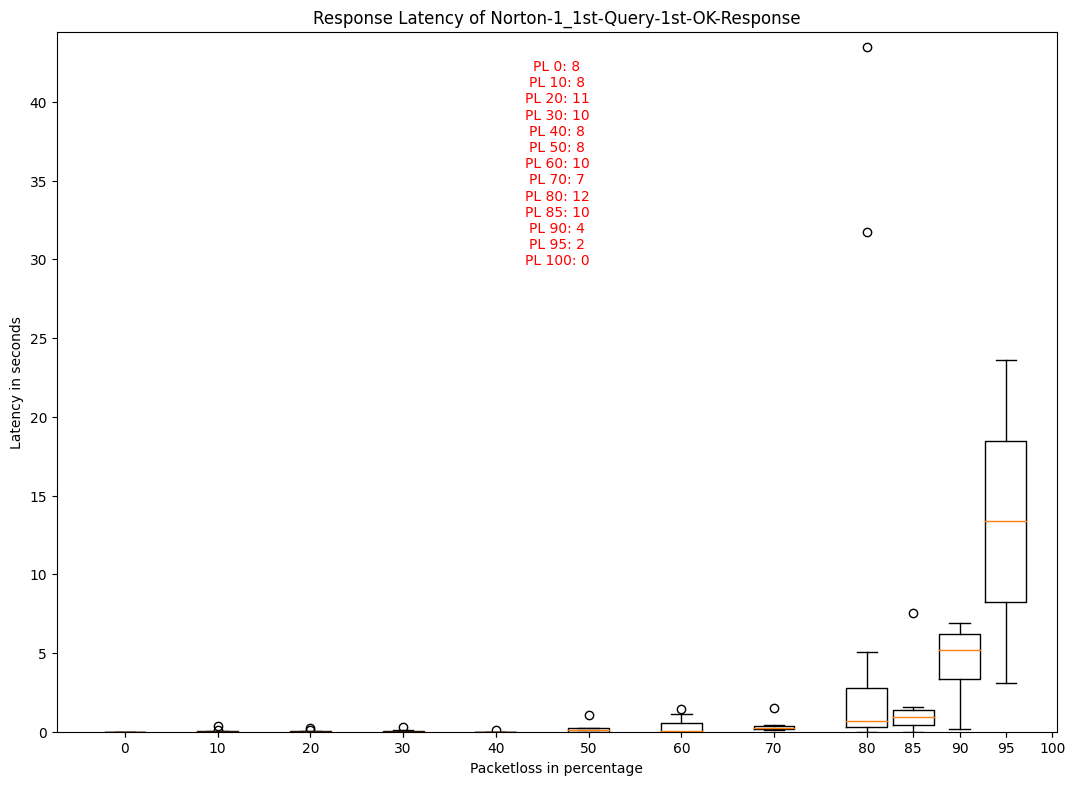 Response Latency of Norton-1_1st-Query-1st-OK-Response
PL 0: 8
PL 10: 8
PL 20: 11
PL 30: 10
PL 40: 8
PL 50: 8
PL 60: 10
PL 70: 7
PL 80: 12
PL 85: 10
PL 90: 4
PL 95: 2
PL 100: 0
Latency in seconds
40
35
30
25
20
15
10
5
0
0 10 20 30 40 50 60 70 80 85 90 95 100
Packetloss in percentage